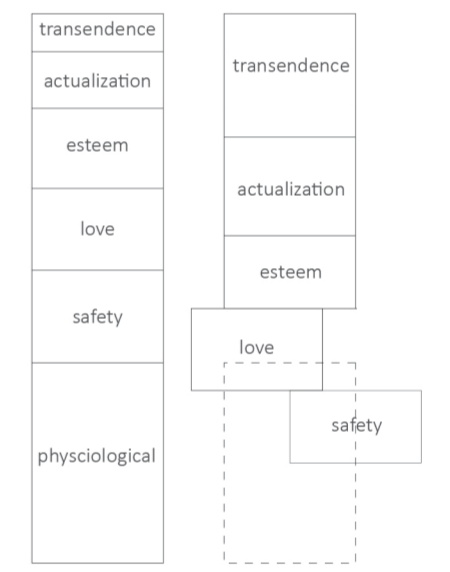 transendence
actualization
esteem
love
safety
physciological
transendence
actualization
esteem
love
safety